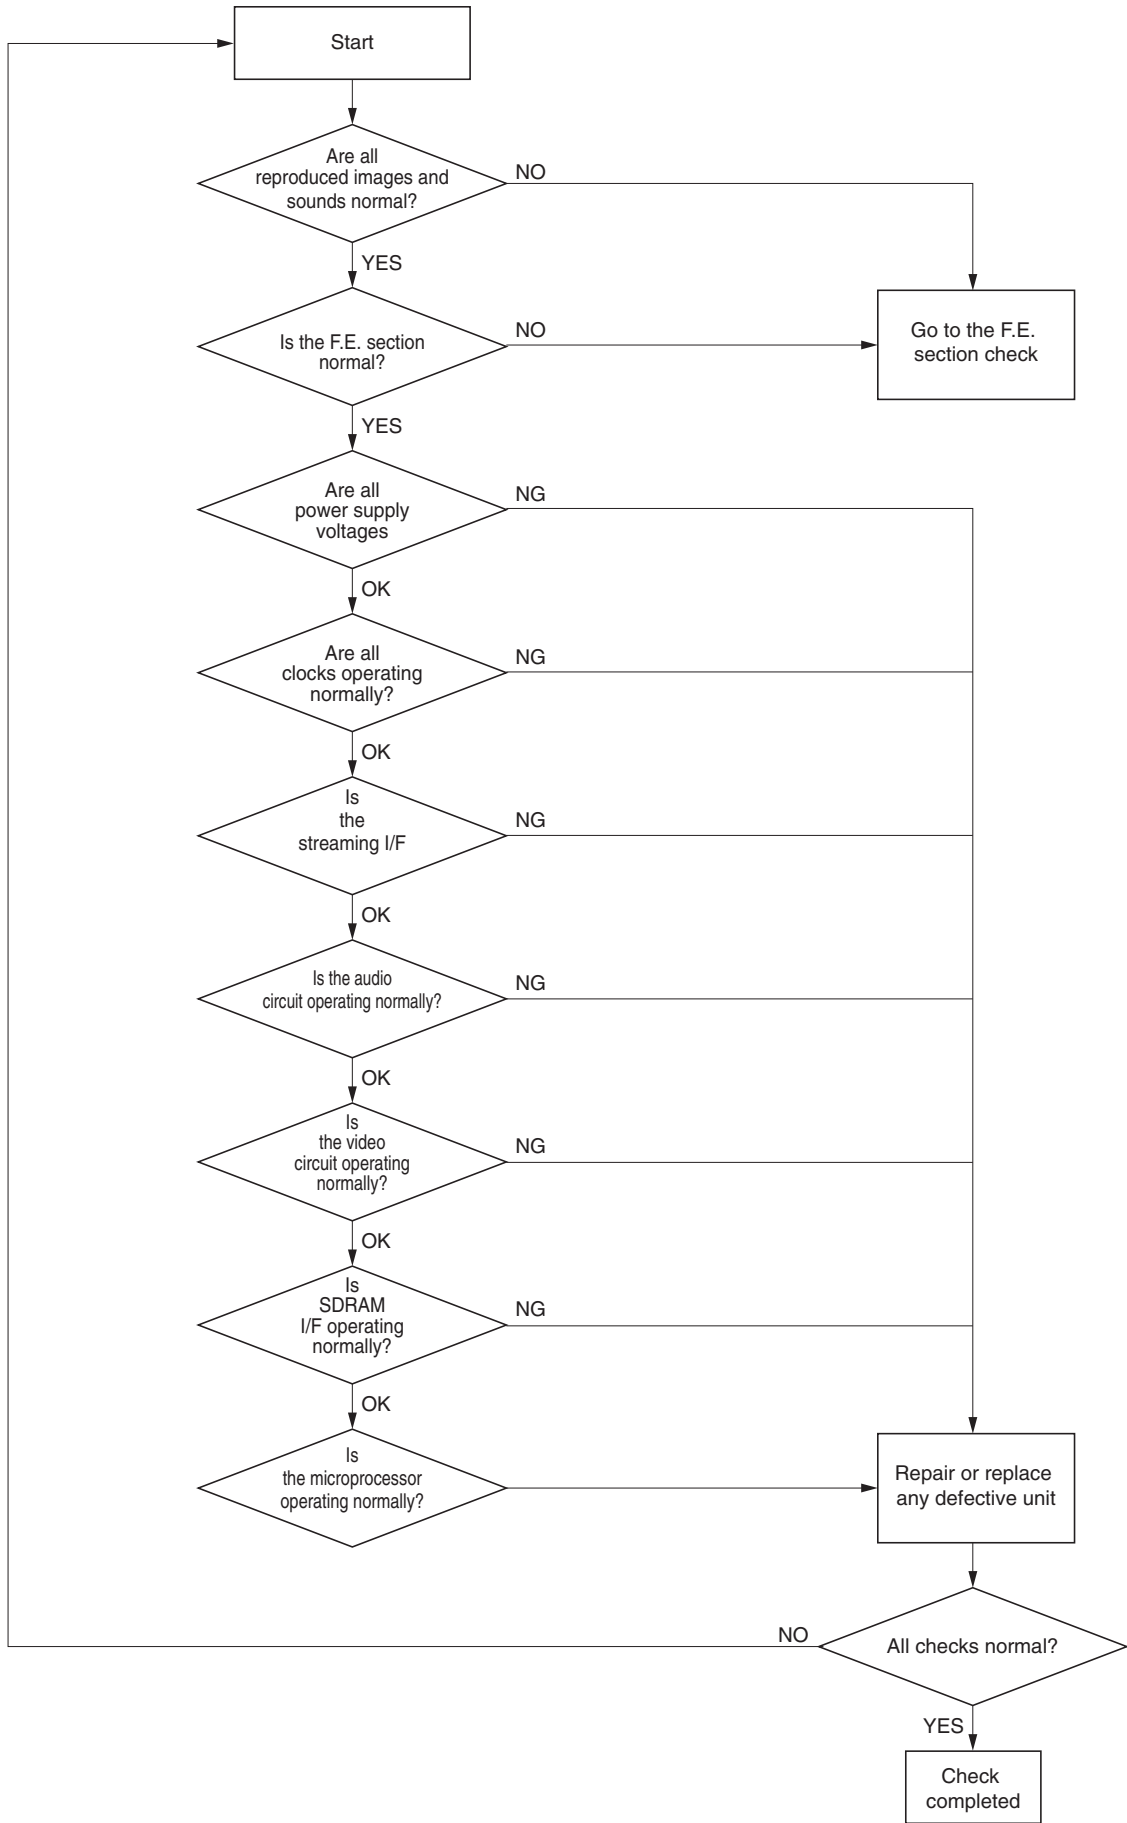 Start
Are all
reproduced images and
sounds normal?
NO
YES
Is the F.E. section
normal?
NO
Go to the F.E.
section check
YES
Are all
power supply
voltages
NG
OK
Are all
clocks operating
normally?
NG
OK
Is
the
streaming I/F
NG
OK
Is the audio
circuit operating normally?
NG
OK
Is
the video
circuit operating
normally?
NG
OK
Is
SDRAM
I/F operating
normally?
NG
OK
Is
the microprocessor
operating normally?
Repair or replace
any defective unit
All checks normal?
NO
YES
Check
completed